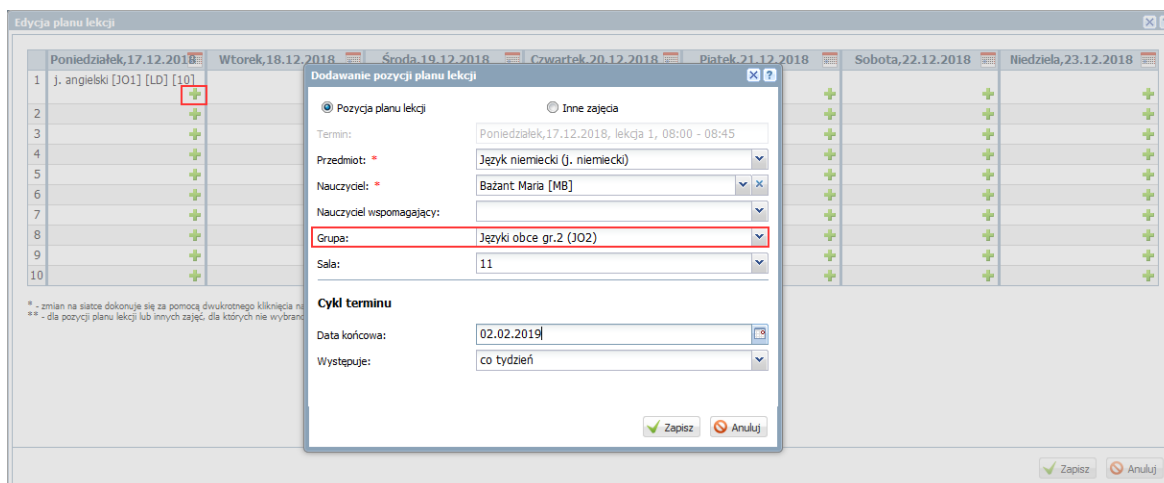 Edycja planu lekcji
Poniedziałek,17.12.2018 Wtorek,18.12.2018 Środa,19.12.2018 Czwartek,20.12.2018 Piątek,21.12.2018 Sobota,22.12.2018 Niedziela,23.12.2018
1 j. angielski [JO1] [LD] [10]
2
3
4
5
6
7
8
9
10
* - zmian na siatce dokonuje się za pomocą dwukrotnego kliknięcia na
** - dla pozycji planu lekcji lub innych zajęć, dla których nie wybrano
Dodawanie pozycji planu lekcji
Pozycja planu lekcji Inne zajęcia
Termin: Poniedziałek,17.12.2018, lekcja 1, 08:00 - 08:45
Przedmiot: * Język niemiecki (j. niemiecki)
Nauczyciel: * Bażant Maria [MB]
Nauczyciel wspomagający:
Grupa: Języki obce gr.2 (JO2)
Sala: 11
Cykl terminu
Data końcowa: 02.02.2019
Występuje: co tydzień
Zapisz Anuluj
Zapisz Anuluj